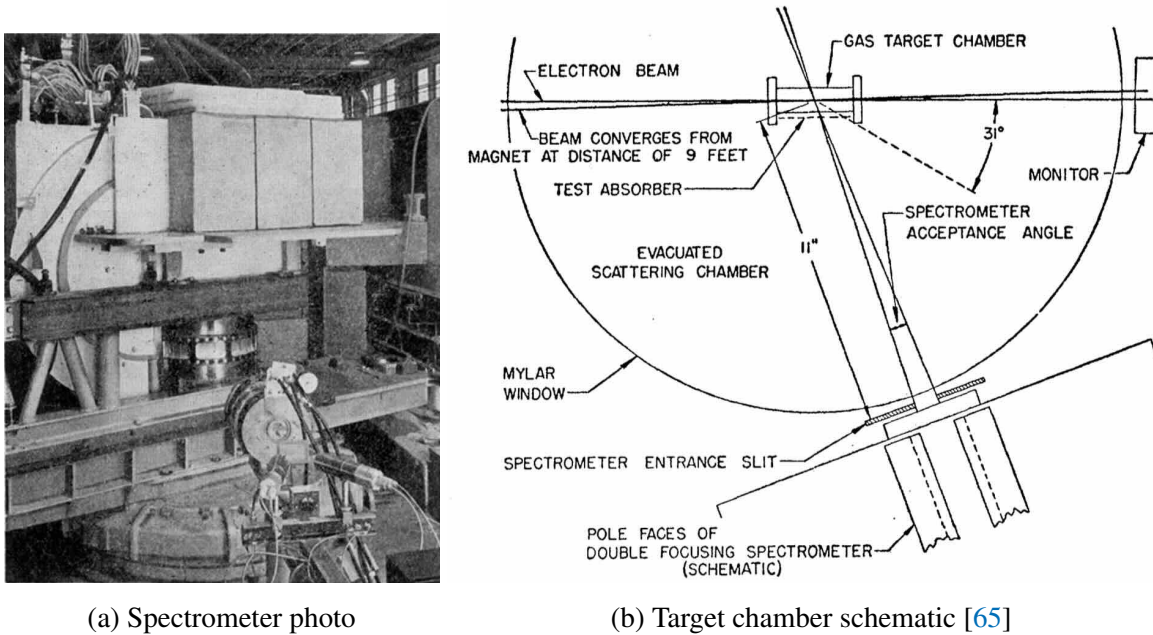 GAS TARGET CHAMBER
ELECTRON BEAM
BEAM CONVERGES FROM
MAGNET AT DISTANCE OF 9 FEET
31°
MONITOR
TEST ABSORBER
SPECTROMETER
ACCEPTANCE ANGLE
11"
EVACUATED
SCATTERING CHAMBER
MYLAR
WINDOW
SPECTROMETER ENTRANCE SLIT
POLE FACES OF
DOUBLE FOCUSING SPECTROMETER
(SCHEMATIC)
(a) Spectrometer photo
(b) Target chamber schematic [65]